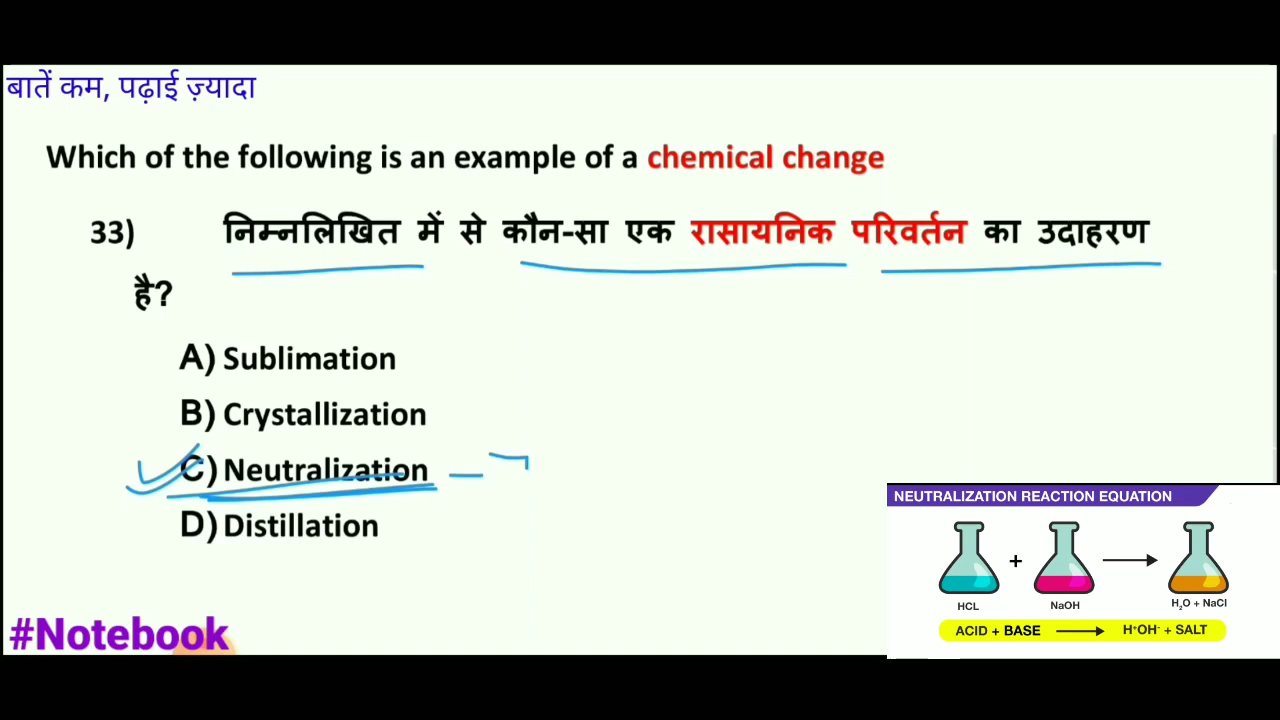 बातें कम, पढ़ाई ज़्यादा
Which of the following is an example of a chemical change
33) निम्नलिखित में से कौन-सा एक रासायनिक परिवर्तन का उदाहरण
है?
A) Sublimation
B) Crystallization
C) Neutralization
D) Distillation
#Notebook
NEUTRALIZATION REACTION EQUATION
+
HCL NaOH H₂O + NaCl
ACID + BASE → H⁺OH⁻ + SALT